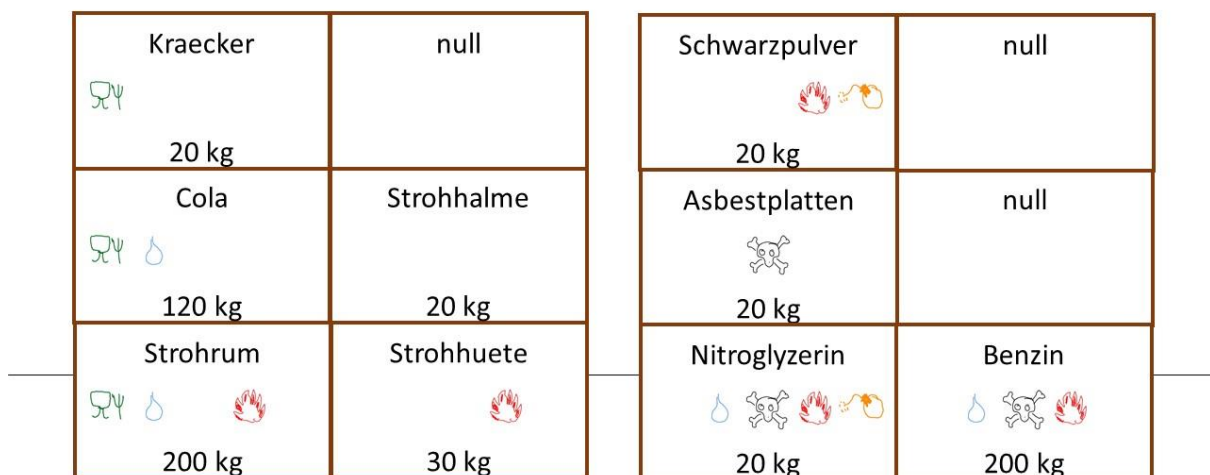 Kraecker
null
20 kg
Cola
Strohhalme
120 kg
20 kg
Strohrum
Strohhuete
200 kg
30 kg
Schwarzpulver
null
20 kg
Asbestplatten
null
20 kg
Nitroglyzerin
Benzin
20 kg
200 kg